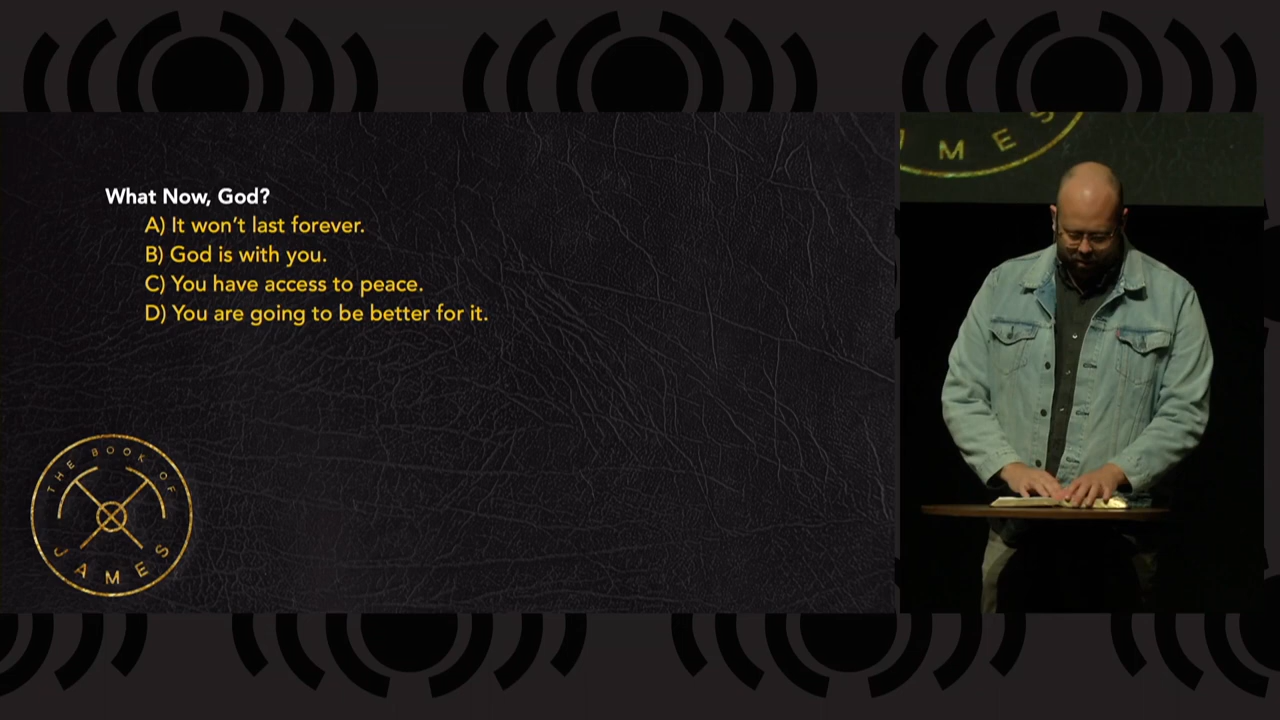 What Now, God?
A) It won’t last forever.
B) God is with you.
C) You have access to peace.
D) You are going to be better for it.
THE BOOK OF
JAMES
AMES